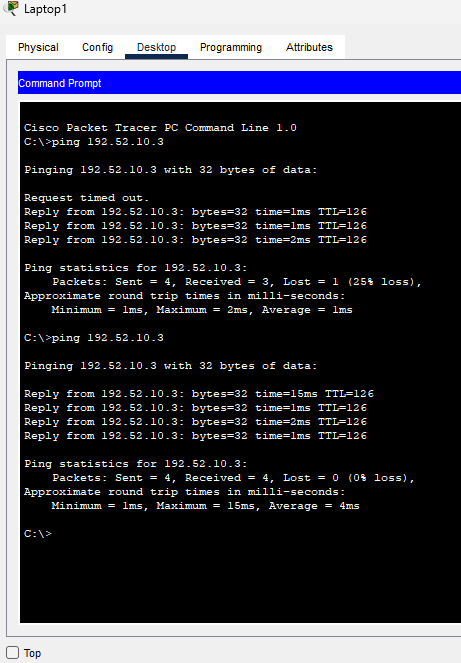 Laptop1
Physical Config Desktop Programming Attributes
Command Prompt
Cisco Packet Tracer PC Command Line 1.0
C:\>ping 192.52.10.3
Pinging 192.52.10.3 with 32 bytes of data:
Request timed out.
Reply from 192.52.10.3: bytes=32 time=1ms TTL=126
Reply from 192.52.10.3: bytes=32 time=1ms TTL=126
Reply from 192.52.10.3: bytes=32 time=2ms TTL=126
Ping statistics for 192.52.10.3:
    Packets: Sent = 4, Received = 3, Lost = 1 (25% loss),
Approximate round trip times in milli-seconds:
    Minimum = 1ms, Maximum = 2ms, Average = 1ms
C:\>ping 192.52.10.3
Pinging 192.52.10.3 with 32 bytes of data:
Reply from 192.52.10.3: bytes=32 time=15ms TTL=126
Reply from 192.52.10.3: bytes=32 time=1ms TTL=126
Reply from 192.52.10.3: bytes=32 time=2ms TTL=126
Reply from 192.52.10.3: bytes=32 time=1ms TTL=126
Ping statistics for 192.52.10.3:
    Packets: Sent = 4, Received = 4, Lost = 0 (0% loss),
Approximate round trip times in milli-seconds:
    Minimum = 1ms, Maximum = 15ms, Average = 4ms
C:\>
Top